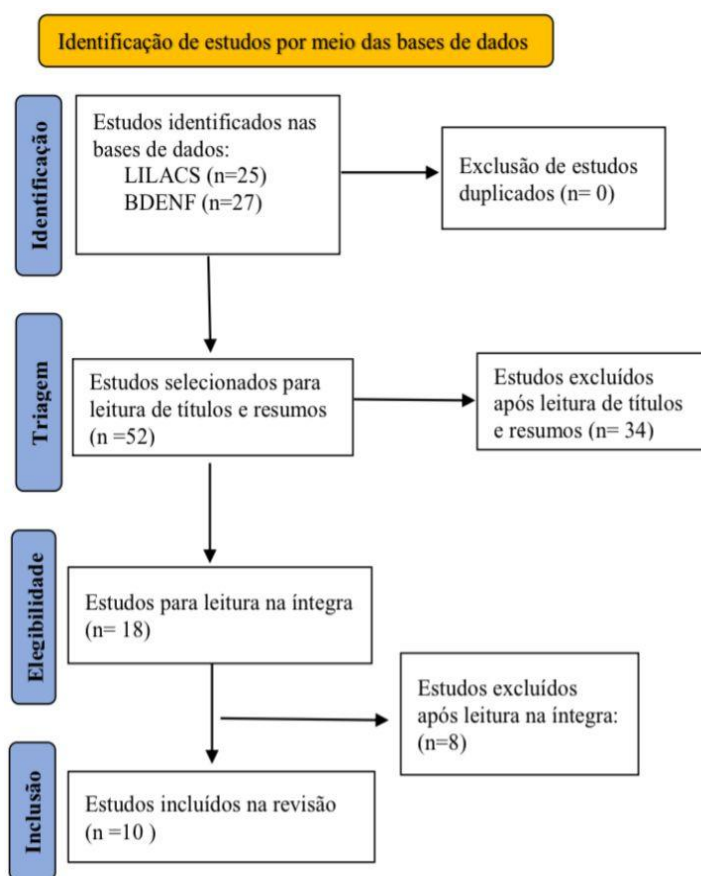 Identificação de estudos por meio das bases de dados
Identificação
Estudos identificados nas
bases de dados:
LILACS (n=25)
BDENF (n=27)
Exclusão de estudos
duplicados (n= 0)
Triagem
Estudos selecionados para
leitura de títulos e resumos
(n =52)
Estudos excluídos
após leitura de títulos
e resumos (n= 34)
Elegibilidade
Estudos para leitura na íntegra
(n= 18)
Estudos excluídos
após leitura na íntegra:
(n=8)
Inclusão
Estudos incluídos na revisão
(n =10 )